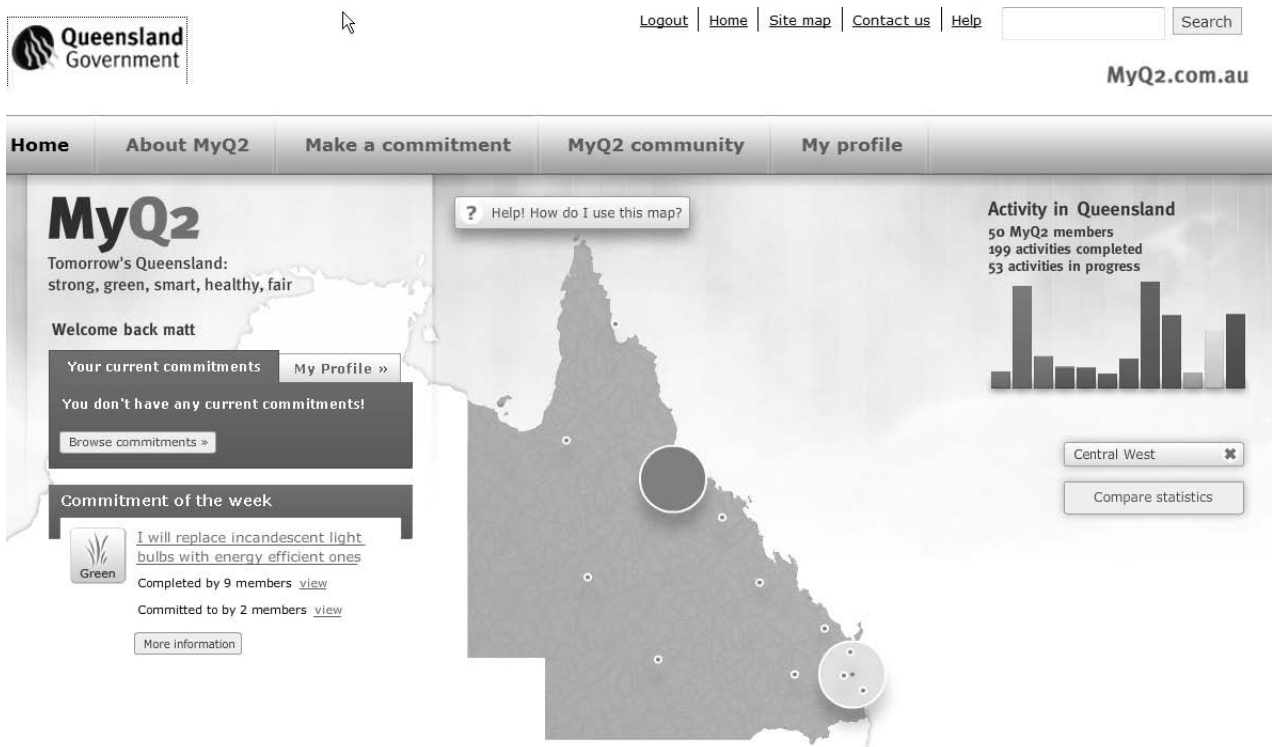 Queensland
Government
Logout Home Site map Contact us Help Search
MyQ2.com.au
Home About MyQ2 Make a commitment MyQ2 community My profile
MyQ2
Tomorrow's Queensland:
strong, green, smart, healthy, fair
Welcome back matt
Your current commitments My Profile »
You don't have any current commitments!
Browse commitments »
Commitment of the week
Green
I will replace incandescent light
bulbs with energy efficient ones
Completed by 9 members view
Committed to by 2 members view
More information
? Help! How do I use this map?
Activity in Queensland
50 MyQ2 members
199 activities completed
53 activities in progress
Central West ✖
Compare statistics